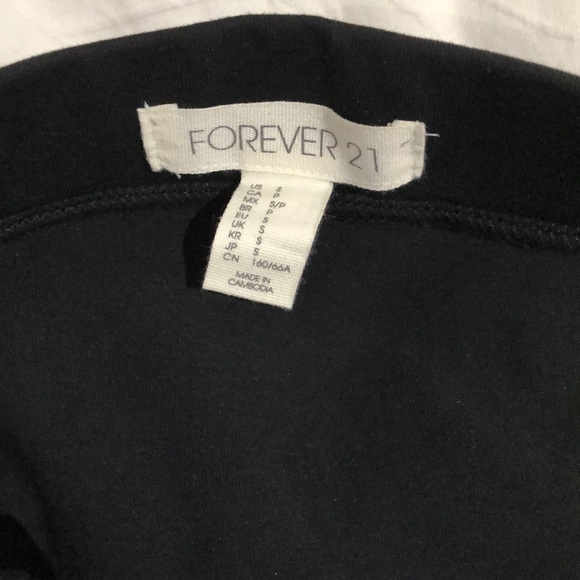 FOREVER 21
US S
CA P
MX S/P
BR P
EU S
UK S
KR S
JP S
CN 160/66A
MADE IN
CAMBODIA